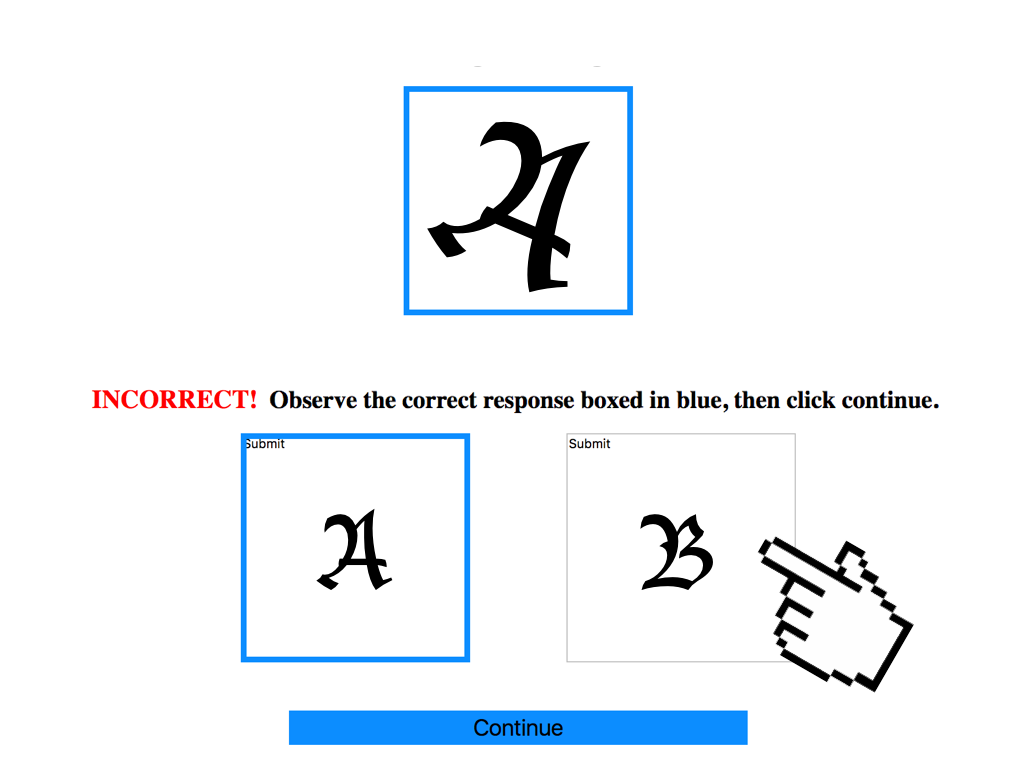 A
INCORRECT! Observe the correct response boxed in blue, then click continue.
Submit
Submit
A
B
Continue